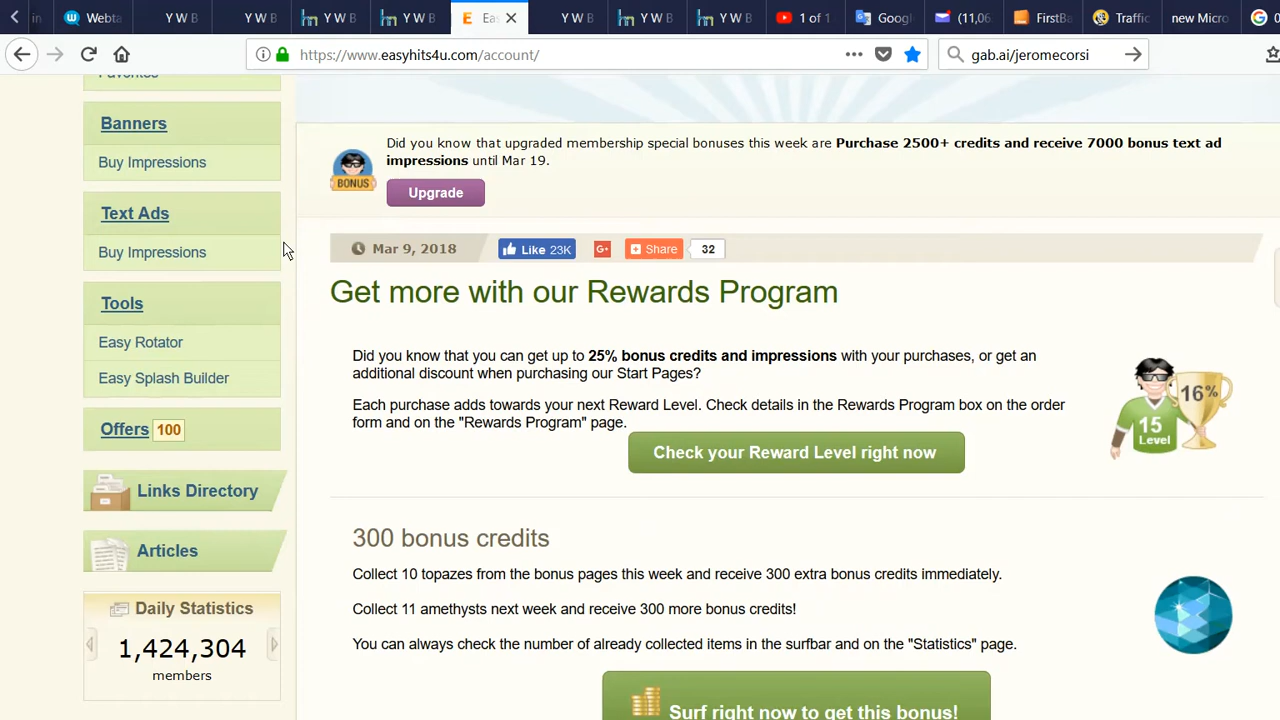 Webta
Y W B
Y W B
Y W B
Y W B
E Eas
Y W B
Y W B
Y W B
1 of 1
Googl
(11,06
FirstBa
Traffic
new Micro
https://www.easyhits4u.com/account/
gab.ai/jeromecorsi
Favorites
Banners
Buy Impressions
Text Ads
Buy Impressions
Tools
Easy Rotator
Easy Splash Builder
Offers 100
Links Directory
Articles
Daily Statistics
1,424,304
members
Did you know that upgraded membership special bonuses this week are Purchase 2500+ credits and receive 7000 bonus text ad
impressions until Mar 19.
BONUS
Upgrade
Mar 9, 2018 Like 23K G+ Share 32
Get more with our Rewards Program
Did you know that you can get up to 25% bonus credits and impressions with your purchases, or get an
additional discount when purchasing our Start Pages?
Each purchase adds towards your next Reward Level. Check details in the Rewards Program box on the order
form and on the "Rewards Program" page.
Check your Reward Level right now
16%
15
Level
300 bonus credits
Collect 10 topazes from the bonus pages this week and receive 300 extra bonus credits immediately.
Collect 11 amethysts next week and receive 300 more bonus credits!
You can always check the number of already collected items in the surfbar and on the "Statistics" page.
Surf right now to get this bonus!